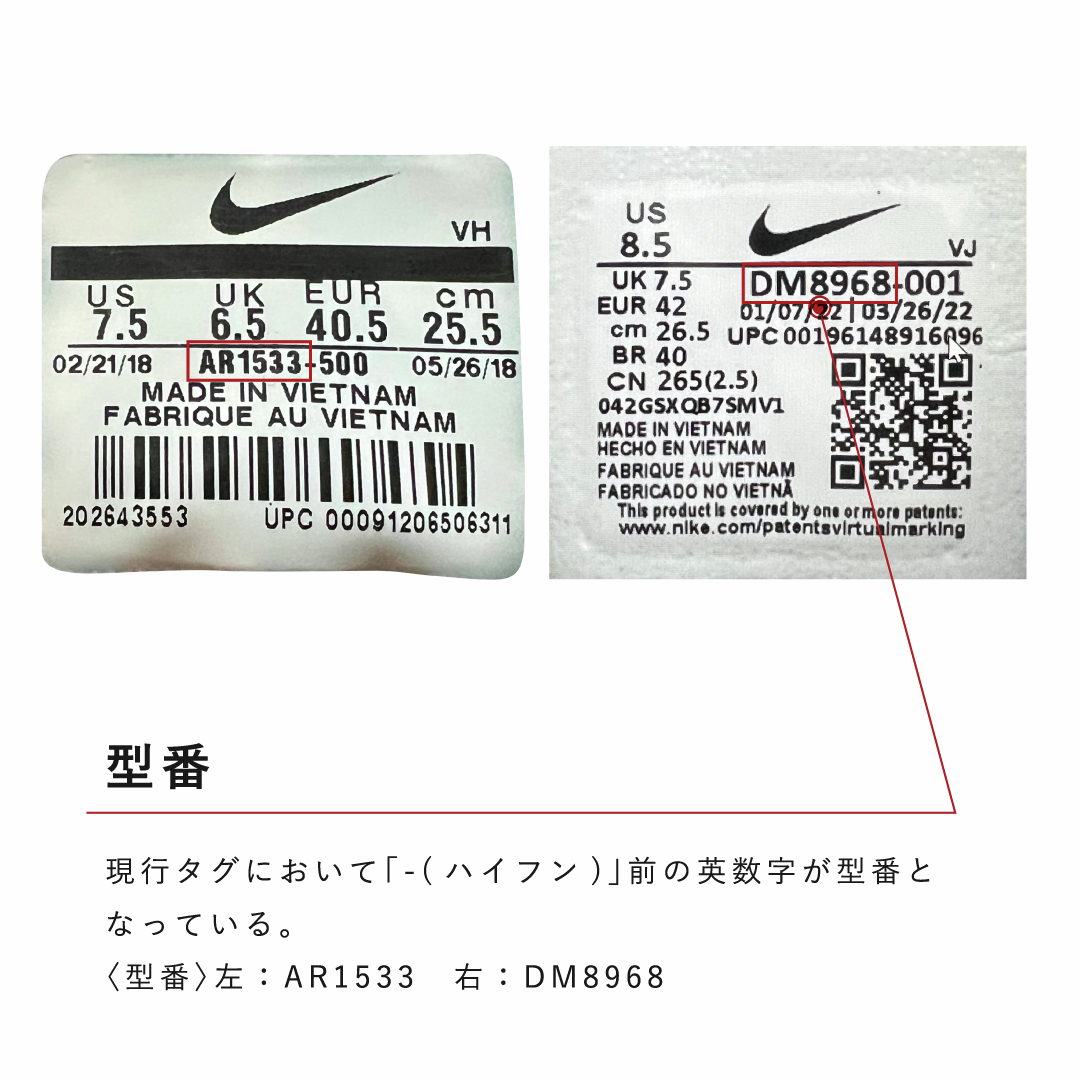 VH
US UK EUR cm
7.5 6.5 40.5 25.5
02/21/18 AR1533-500 05/26/18
MADE IN VIETNAM
FABRIQUE AU VIETNAM
202643553 UPC 00091206506311
US
8.5
VJ
UK 7.5 DM8968-001
EUR 42 01/07/22 | 03/26/22
cm 26.5 UPC 00196148916096
BR 40
CN 265(2.5)
042GSXQB7SMV1
MADE IN VIETNAM
HECHO EN VIETNAM
FABRIQUE AU VIETNAM
FABRICADO NO VIETNÃ
This product is covered by one or more patents:
www.nike.com/patentsvirtualmarking
型番
現行タグにおいて「-(ハイフン)」前の英数字が型番と
なっている。
〈型番〉左：AR1533　右：DM8968